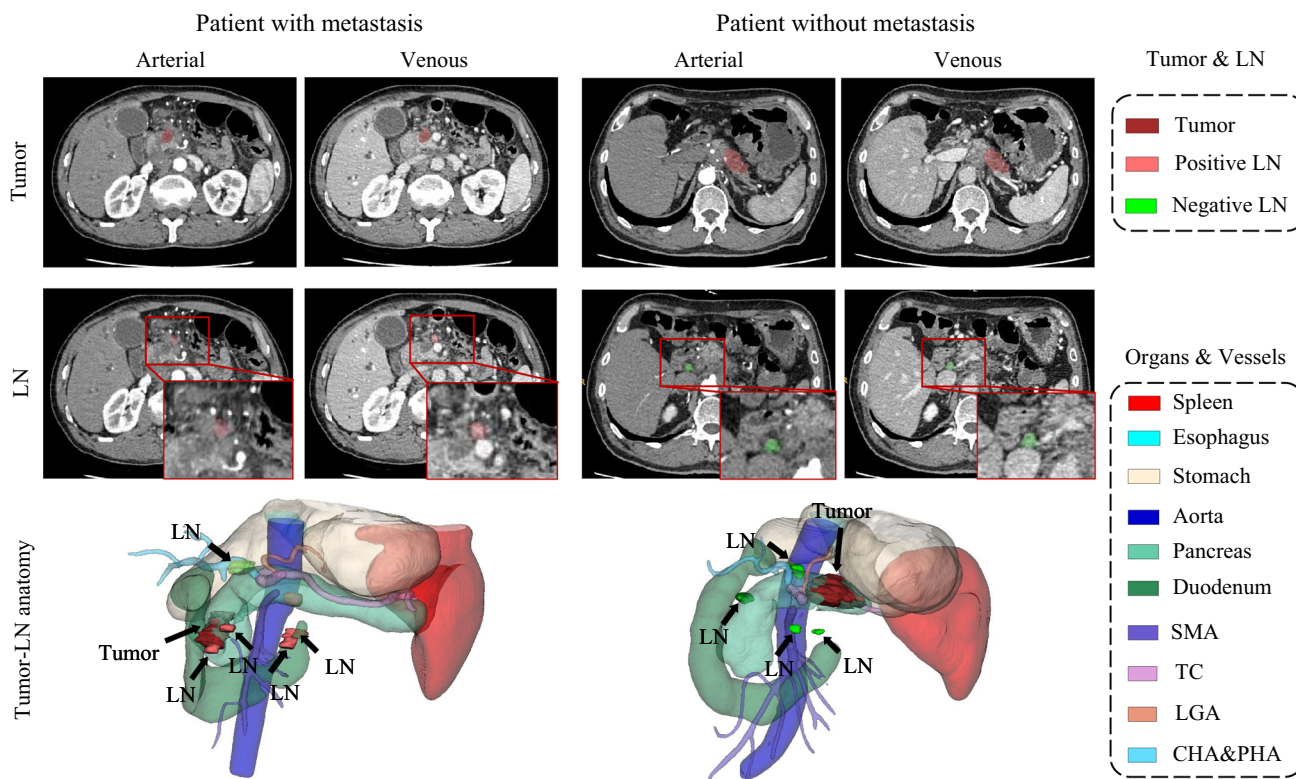 Patient with metastasis
Patient without metastasis
Arterial
Venous
Arterial
Venous
Tumor & LN
Tumor
Tumor
Positive LN
Negative LN
LN
R
Organs & Vessels
Spleen
Esophagus
Stomach
Aorta
Pancreas
Duodenum
SMA
TC
LGA
CHA&PHA
Tumor-LN anatomy
LN
Tumor
LN
LN
LN
LN
Tumor
LN
LN
LN
LN